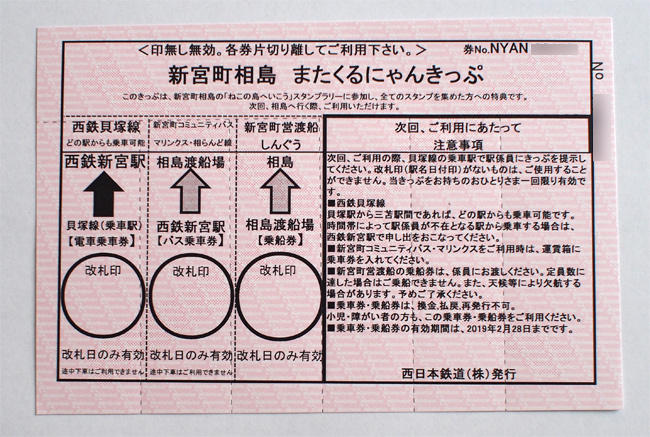 ＜印無し無効。各券片切り離してご利用下さい。＞ 券No.NYAN
No
新宮町相島 またくるにゃんきっぷ
このきっぷは、新宮町相島の「ねこの島へいこう」スタンプラリーに参加し、全てのスタンプを集めた方への特典です。
次回、相島へ行く際、ご利用いただけます。
西鉄貝塚線
どの駅からも乗車可能
西鉄新宮駅
貝塚線(乗車駅)
【電車乗車券】
改札印
改札日のみ有効
途中下車はご利用できません
新宮町コミュニティバス
マリンクス・相らんど線
相島渡船場
西鉄新宮駅
【バス乗車券】
改札印
改札日のみ有効
途中下車はご利用できません
新宮町営渡船
しんぐう
相島
相島渡船場
【乗船券】
改札印
改札日のみ有効
次回、ご利用にあたって
注意事項
次回、ご利用の際、貝塚線の乗車駅で駅係員にきっぷを提示し
てください。改札印(駅名日付印)がないものは、ご使用すること
ができません。当きっぷをお持ちのおひとりさま一回限り有効で
す。
■西鉄貝塚線
貝塚駅から三苫駅間であれば、どの駅からも乗車可能です。
時間帯によって駅係員が不在となる駅から乗車する場合は、
西鉄新宮駅で申し出をおこなってください。
■新宮町コミュニティバス・マリンクスをご利用時は、運賃箱に
乗車券を入れてください。
■新宮町営渡船の乗船券は、係員にお渡しください。定員数に
達した場合はご乗船できません。また、天候等により欠航する
場合があります。予めご了承ください。
■乗車券・乗船券は、換金、払戻、再発行不可。
小児・障がい者の方も、この乗車券・乗船券をご利用ください。
■乗車券・乗船券の有効期間は、2019年2月28日までです。
西日本鉄道(株)発行